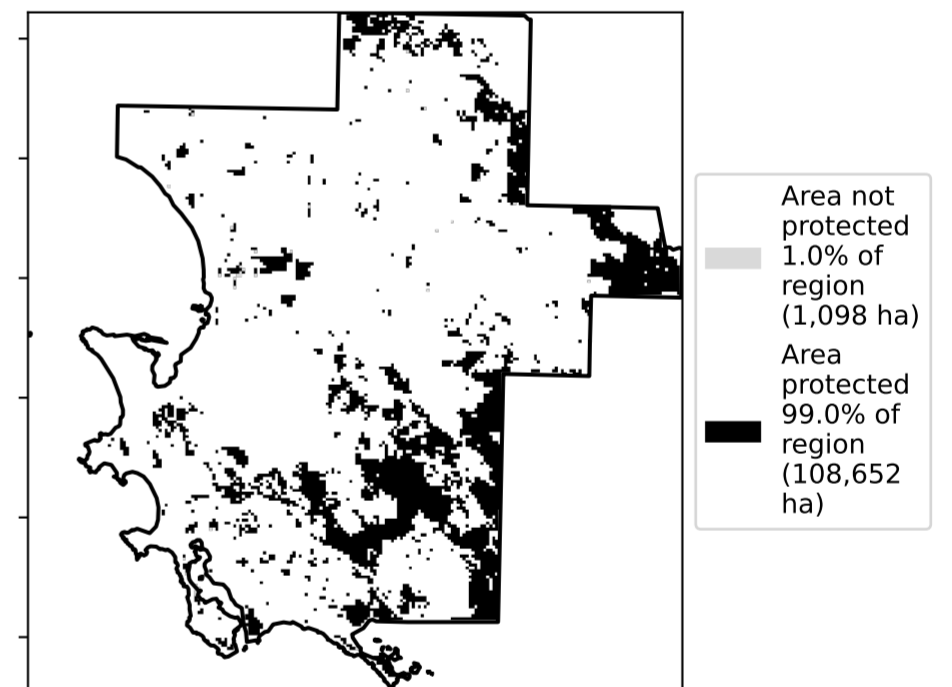 Area not
protected
1.0% of
region
(1,098 ha)
Area
protected
99.0% of
region
(108,652
ha)